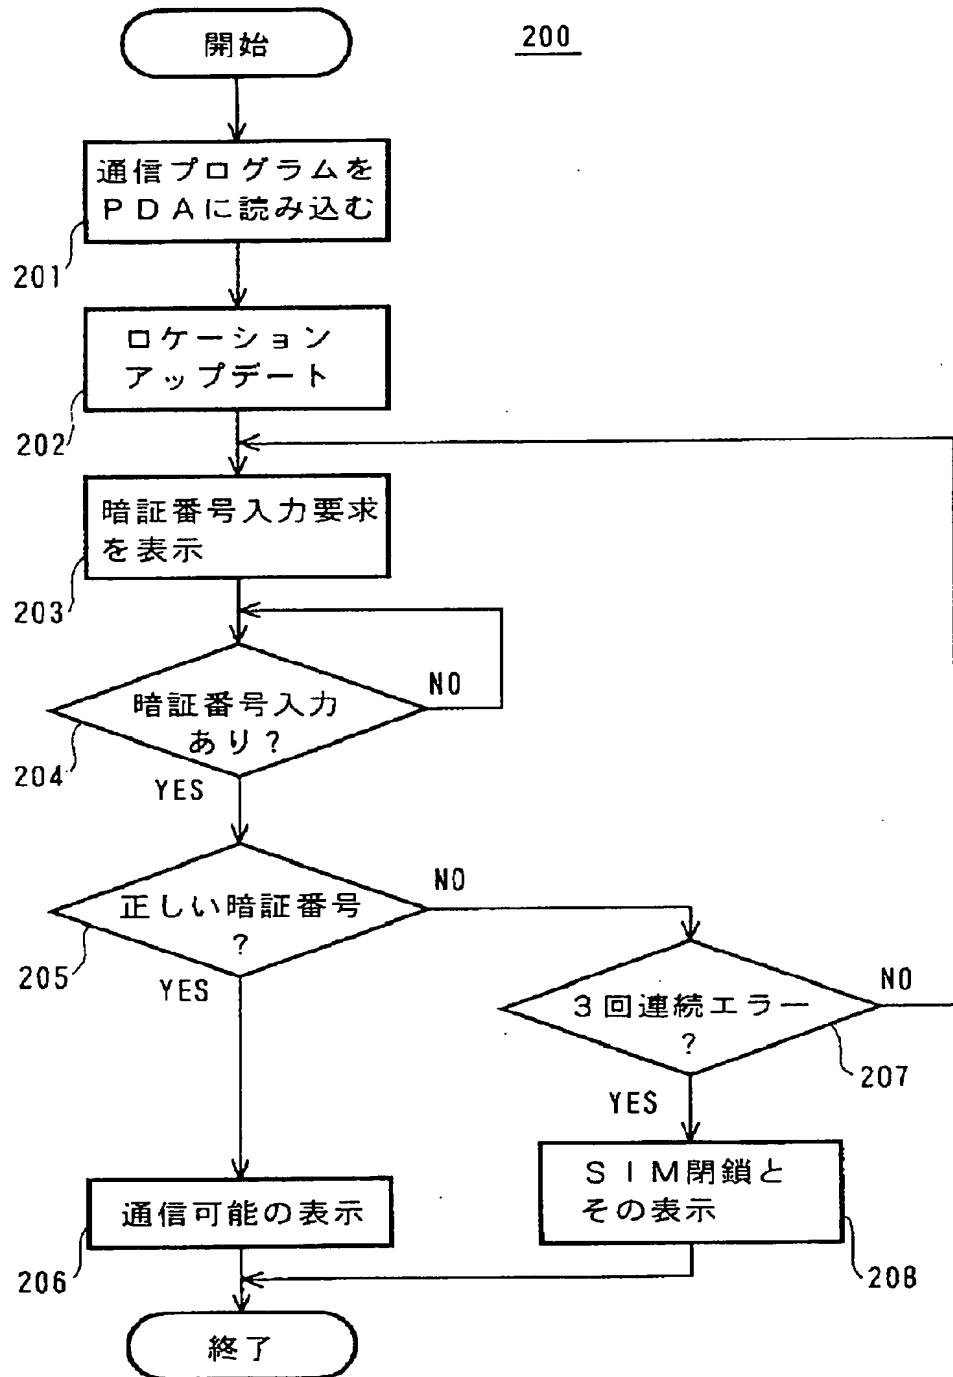 開始
200
通信プログラムを
PDAに読み込む
201
ロケーション
アップデート
202
暗証番号入力要求
を表示
203
NO
暗証番号入力
あり?
204
YES
NO
正しい暗証番号
?
205
YES
NO
3回連続エラー
?
207
YES
SIM閉鎖と
その表示
208
通信可能の表示
206
終了